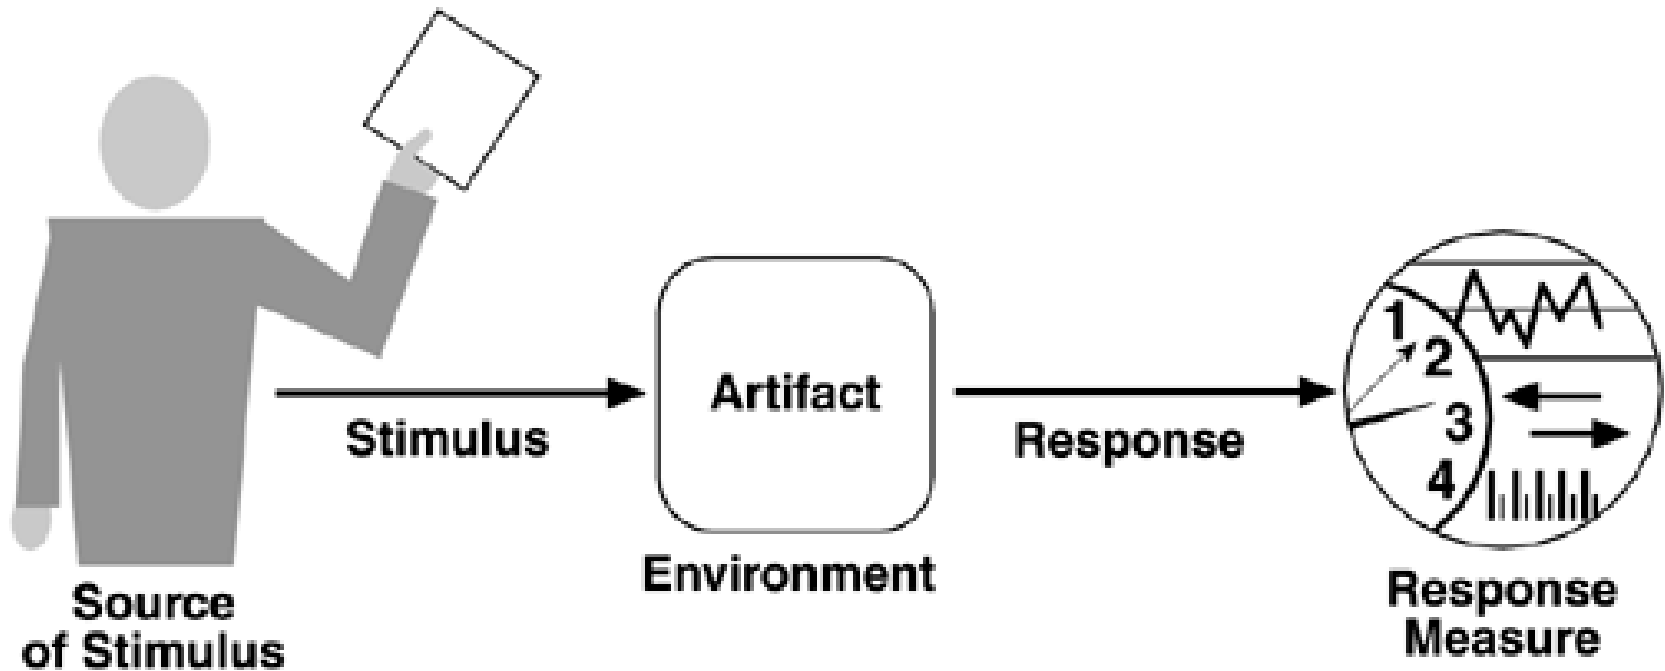 Source
of Stimulus
Stimulus
Artifact
Environment
Response
1
2
3
4
Response
Measure